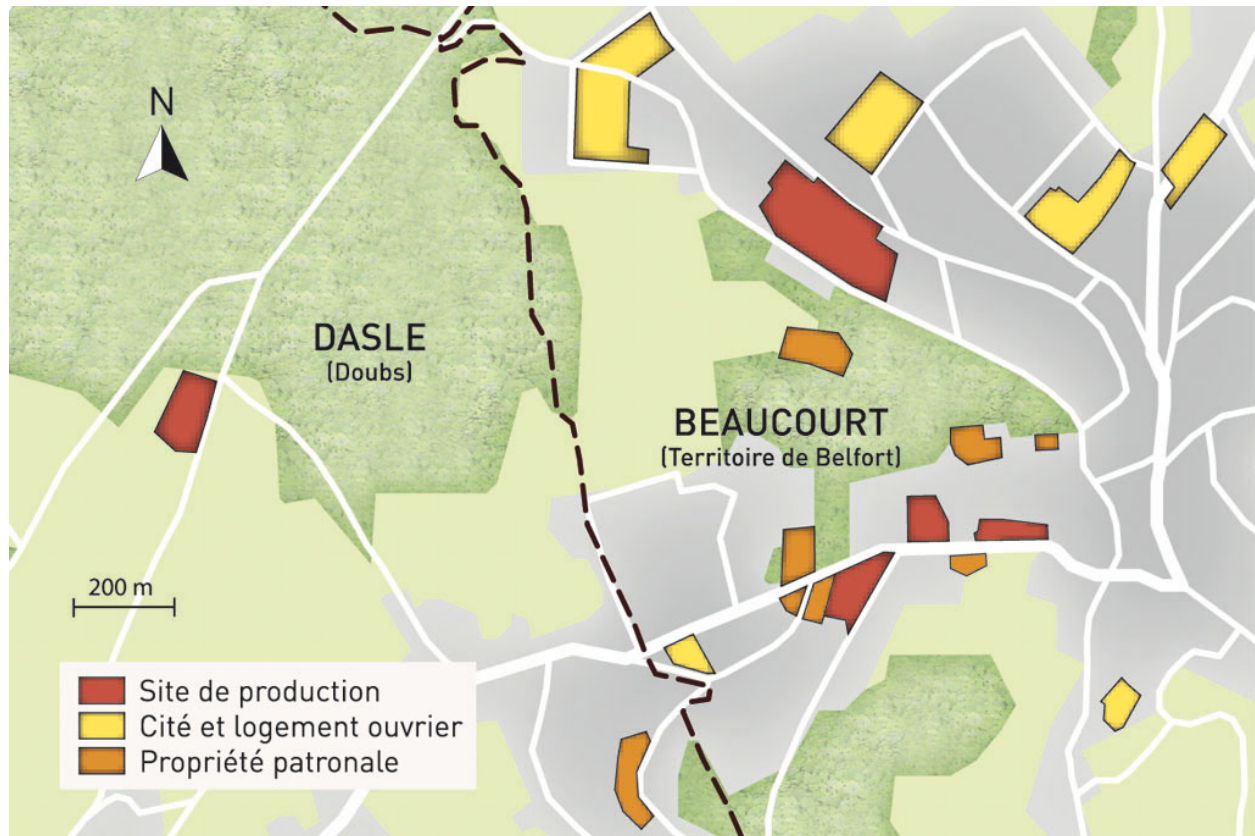 N
DASLE
(Doubs)
BEAUCOURT
(Territoire de Belfort)
200 m
Site de production
Cité et logement ouvrier
Propriété patronale